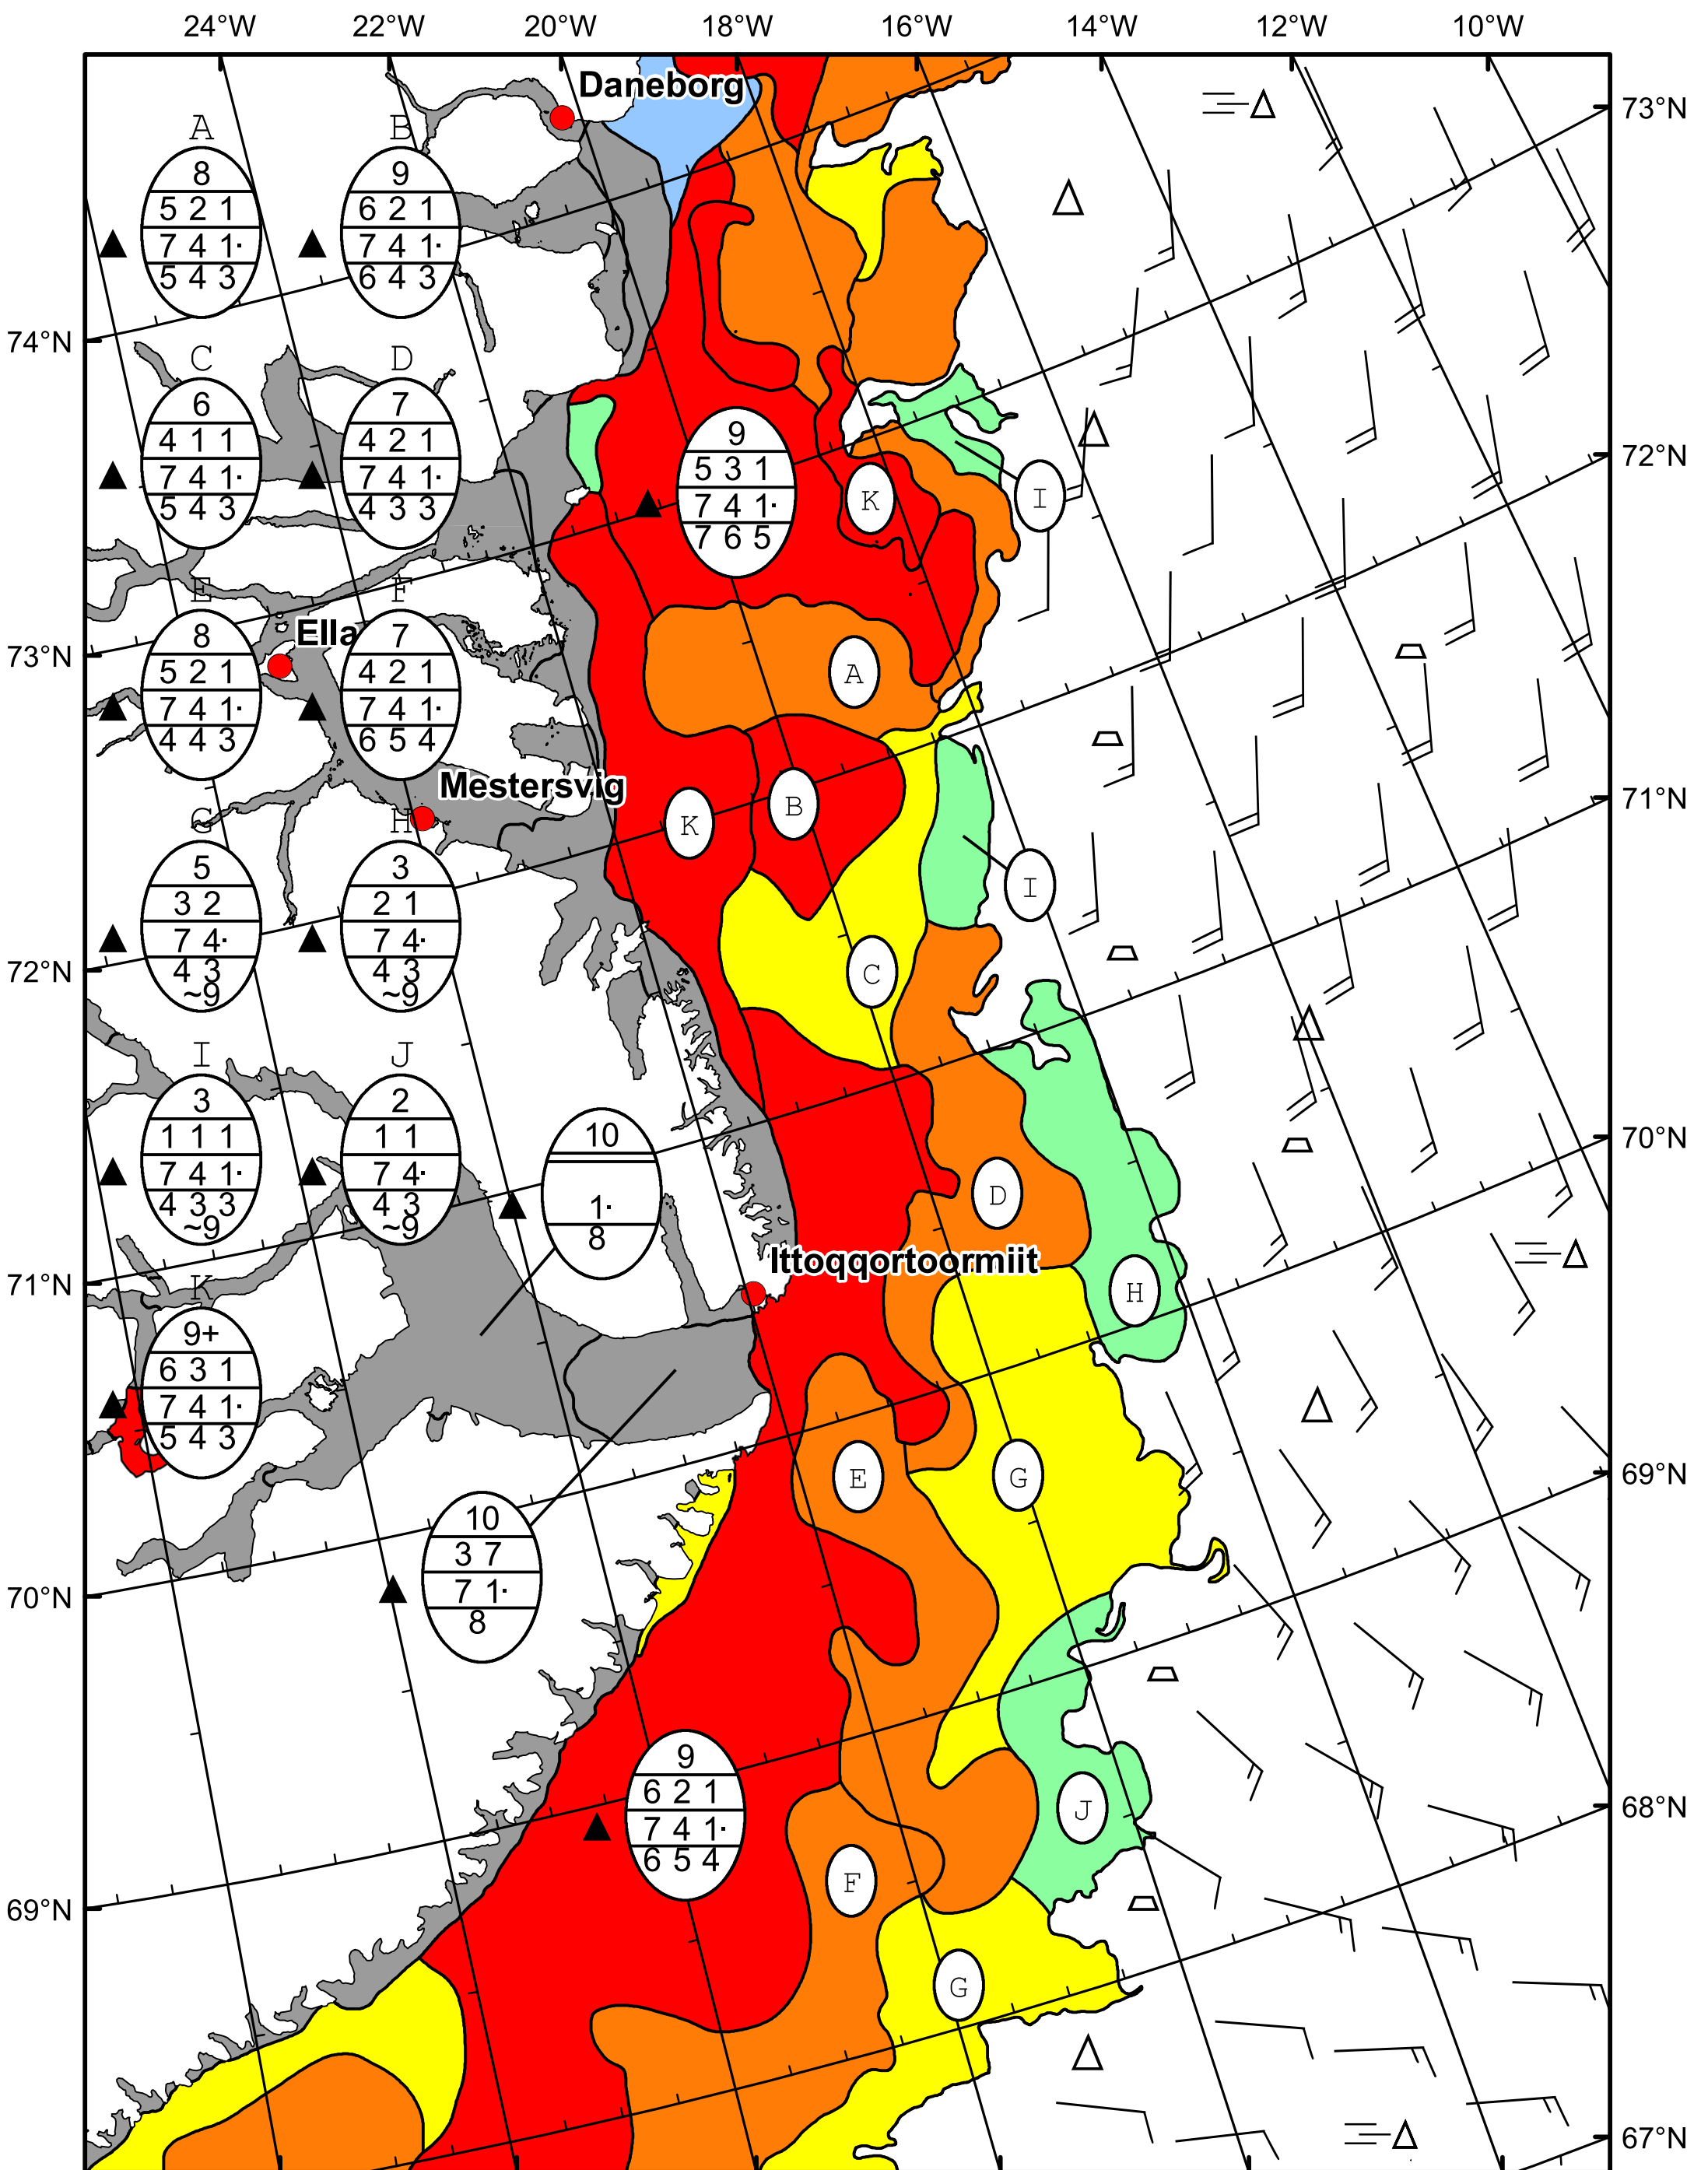 24°W 22°W 20°W 18°W 16°W 14°W 12°W 10°W
Daneborg
73°N
A B
8 9
5 2 1 6 2 1
7 4 1· 7 4 1·
5 4 3 6 4 3
74°N
C D
6 7
4 1 1 4 2 1
7 4 1· 7 4 1·
5 4 3 4 3 3
9
5 3 1
7 4 1·
7 6 5
K
I
72°N
E F
Ella
8 7
5 2 1 4 2 1
7 4 1· 7 4 1·
4 4 3 6 5 4
73°N
A
Mestersvig
K
B
71°N
I
G H
5 3
3 2 2 1
7 4· 7 4·
4 3 4 3
~9 ~9
72°N
C
I J
3 2
1 1 1 1 1
7 4 1· 7 4·
4 3 3 4 3
~9 ~9
10
1·
8
70°N
D
Ittoqqortoormiit
71°N
H
K
9+
6 3 1
7 4 1·
5 4 3
E
G
69°N
10
3 7
7 1·
8
70°N
9
6 2 1
7 4 1·
6 5 4
J
68°N
F
69°N
G
67°N